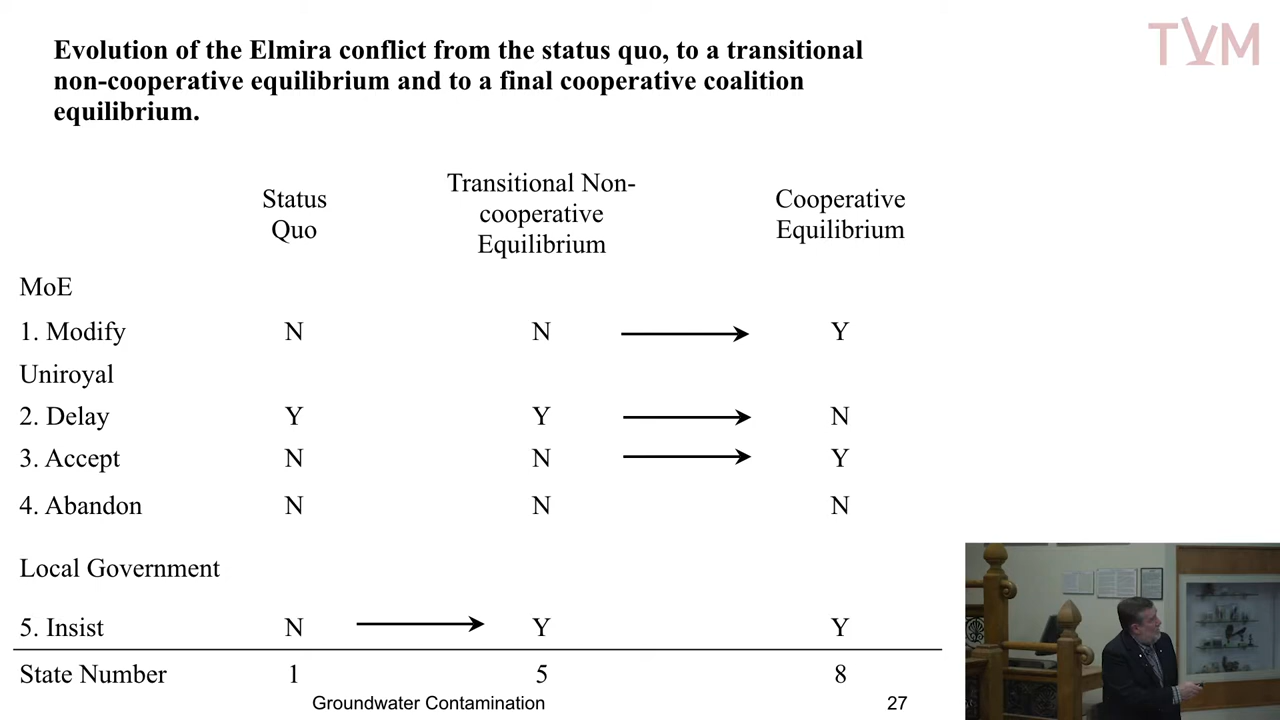 TVM
Evolution of the Elmira conflict from the status quo, to a transitional
non-cooperative equilibrium and to a final cooperative coalition
equilibrium.
Status
Quo
Transitional Non-
cooperative
Equilibrium
Cooperative
Equilibrium
MoE
1. Modify N N Y
Uniroyal
2. Delay Y Y N
3. Accept N N Y
4. Abandon N N N
Local Government
5. Insist N Y Y
State Number 1 5 8
Groundwater Contamination 27